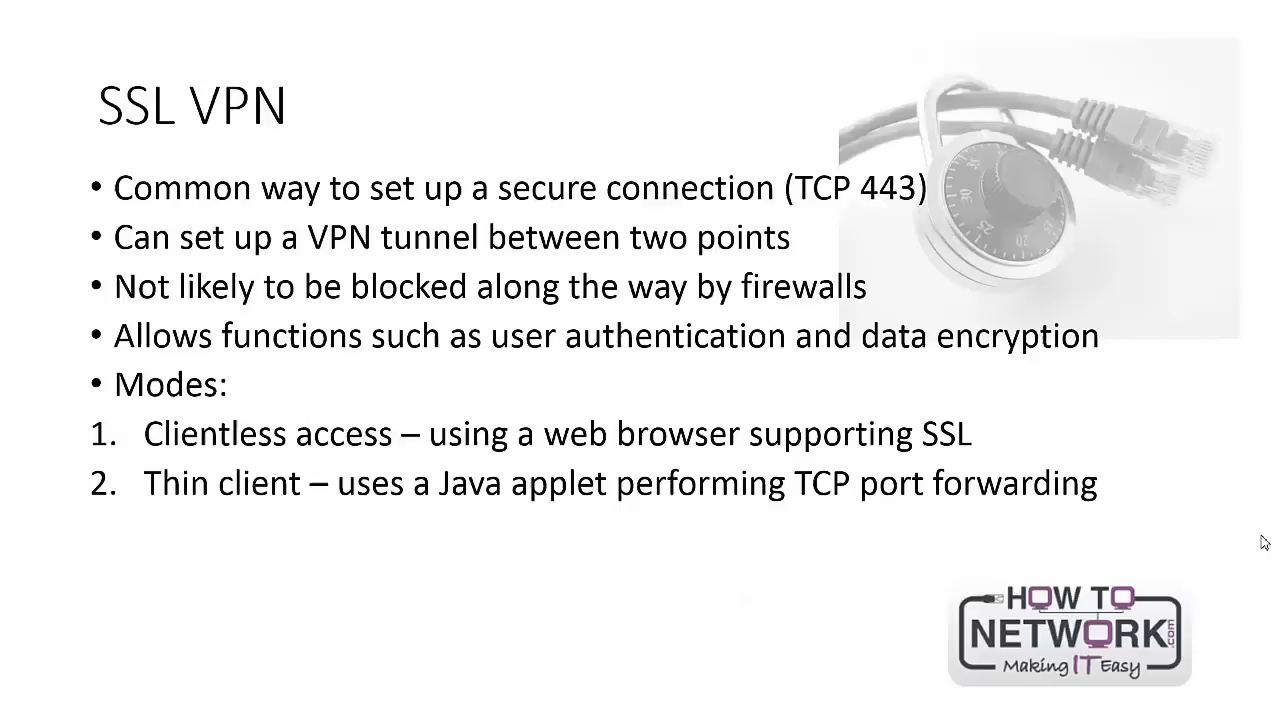 SSL VPN
• Common way to set up a secure connection (TCP 443)
• Can set up a VPN tunnel between two points
• Not likely to be blocked along the way by firewalls
• Allows functions such as user authentication and data encryption
• Modes:
1. Clientless access – using a web browser supporting SSL
2. Thin client – uses a Java applet performing TCP port forwarding
HOW TO
NETWORK.com
Making IT Easy